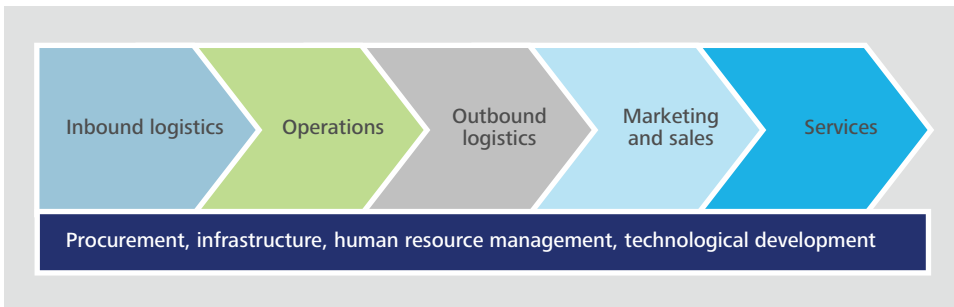 Inbound logistics
Operations
Outbound
logistics
Marketing
and sales
Services
Procurement, infrastructure, human resource management, technological development